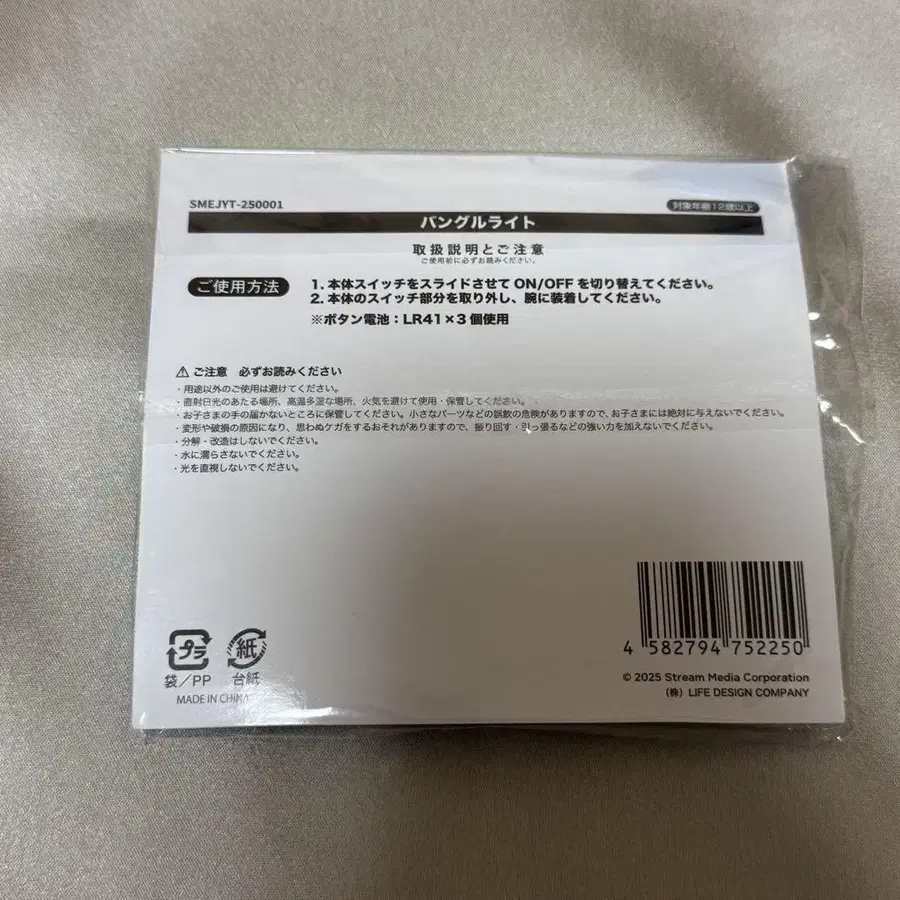 SMEJYT-250001
対象年齢12歳以上
バングルライト
取扱説明とご注意
ご使用前に必ずお読みください。
ご使用方法
1. 本体スイッチをスライドさせて ON/OFF を切り替えてください。
2. 本体のスイッチ部分を取り外し、腕に装着してください。
※ボタン電池：LR41×3個使用
⚠ ご注意 必ずお読みください
・用途以外のご使用は避けてください。
・直射日光のあたる場所、高温多湿な場所、火気を避けて使用・保管してください。
・お子さまの手の届かないところに保管してください。小さなパーツなどの誤飲の危険がありますので、お子さまには絶対に与えないでください。
・変形や破損の原因になり、思わぬケガをするおそれがありますので、振り回す・引っ張るなどの強い力を加えないでください。
・分解・改造はしないでください。
・水に濡らさないでください。
・光を直視しないでください。
プラ
袋/PP
紙
台紙
MADE IN CHINA
4 582794 752250
© 2025 Stream Media Corporation
(株) LIFE DESIGN COMPANY